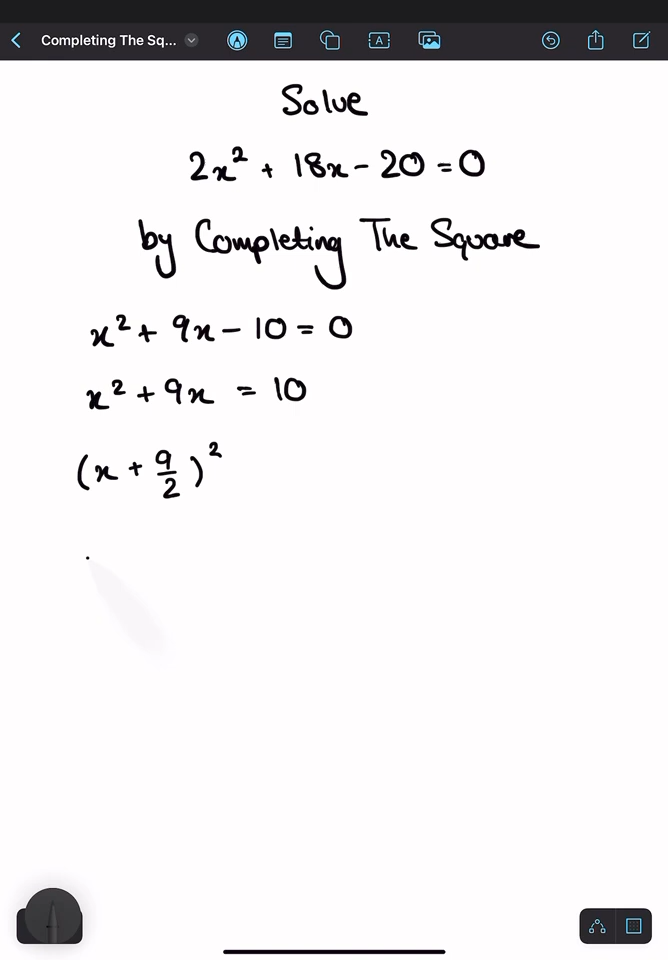 Completing The Sq...
Solve
2x² + 18x - 20 = 0
by Completing The Square
x² + 9x - 10 = 0
x² + 9x = 10
(x + 9/2)²